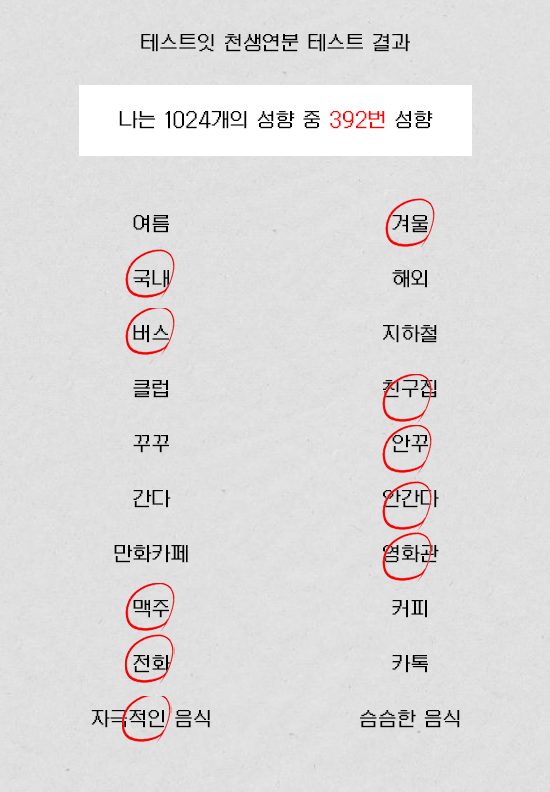 테스트잇 천생연분 테스트 결과
나는 1024개의 성향 중 392번 성향
여름 겨울
국내 해외
버스 지하철
클럽 친구집
꾸꾸 안꾸
간다 안간다
만화카페 영화관
맥주 커피
전화 카톡
자극적인 음식 슴슴한 음식